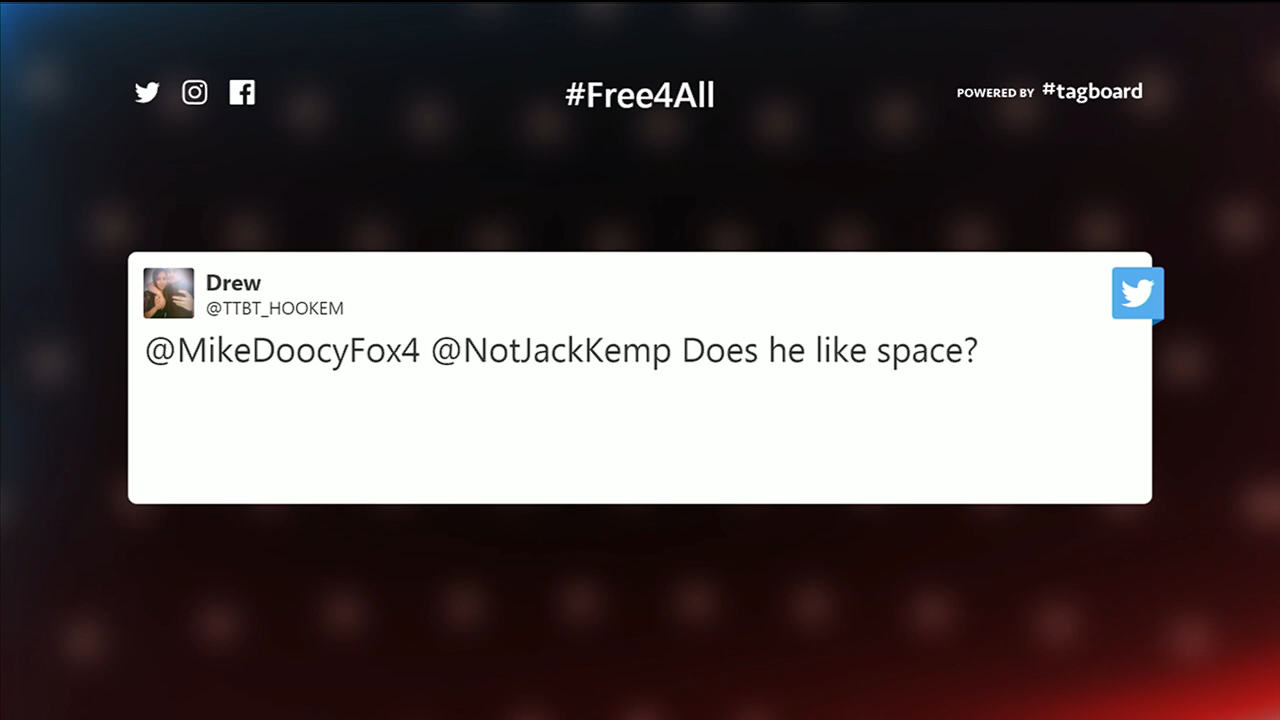 #Free4All
POWERED BY #tagboard
Drew
@TTBT_HOOKEM
@MikeDoocyFox4 @NotJackKemp Does he like space?